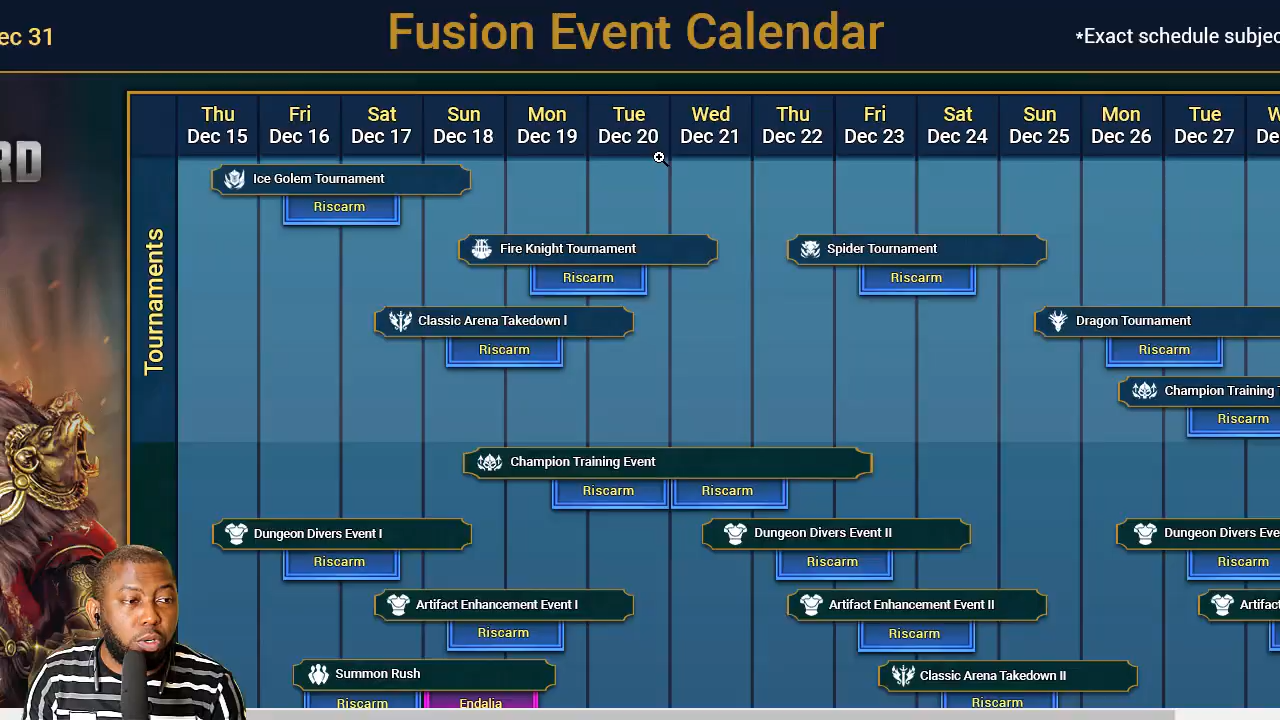 ec 31
Fusion Event Calendar
*Exact schedule subjec
RD
Thu Fri Sat Sun Mon Tue Wed Thu Fri Sat Sun Mon Tue W
Dec 15 Dec 16 Dec 17 Dec 18 Dec 19 Dec 20 Dec 21 Dec 22 Dec 23 Dec 24 Dec 25 Dec 26 Dec 27 De
Tournaments
Ice Golem Tournament
Riscarm
Fire Knight Tournament
Spider Tournament
Riscarm
Riscarm
Classic Arena Takedown I
Dragon Tournament
Riscarm
Riscarm
Champion Training T
Riscarm
Champion Training Event
Riscarm
Riscarm
Dungeon Divers Event I
Dungeon Divers Event II
Dungeon Divers Eve
Riscarm
Riscarm
Riscarm
Artifact Enhancement Event I
Artifact Enhancement Event II
Artifac
Riscarm
Riscarm
Summon Rush
Classic Arena Takedown II
Riscarm
Endalia
Riscarm